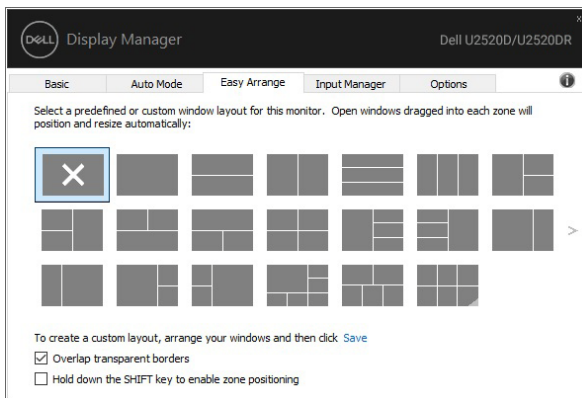 DELL Display Manager Dell U2520D/U2520DR
Basic Auto Mode Easy Arrange Input Manager Options
Select a predefined or custom window layout for this monitor. Open windows dragged into each zone will
position and resize automatically:
To create a custom layout, arrange your windows and then click Save
Overlap transparent borders
Hold down the SHIFT key to enable zone positioning